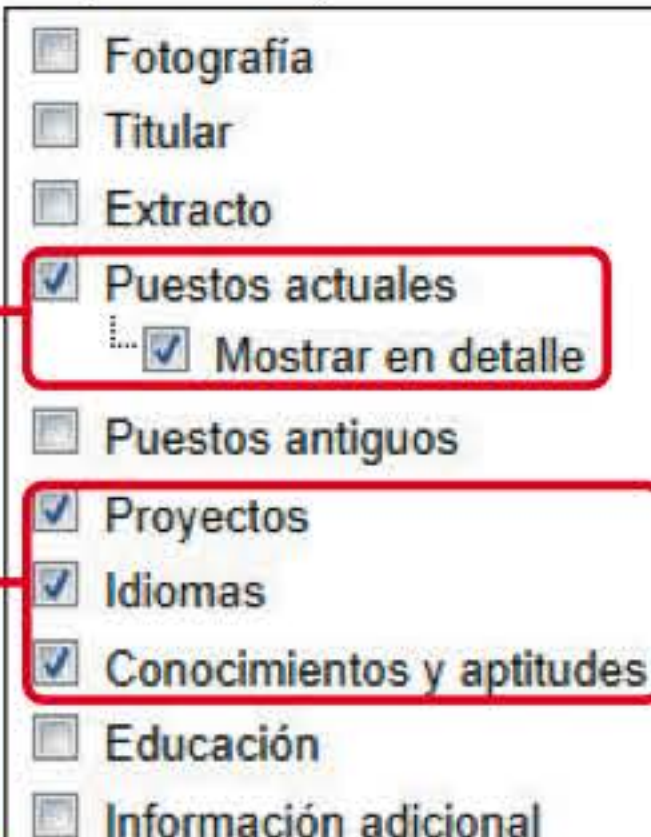 Fotografía
Titular
Extracto
Puestos actuales
Mostrar en detalle
Puestos antiguos
Proyectos
Idiomas
Conocimientos y aptitudes
Educación
Información adicional